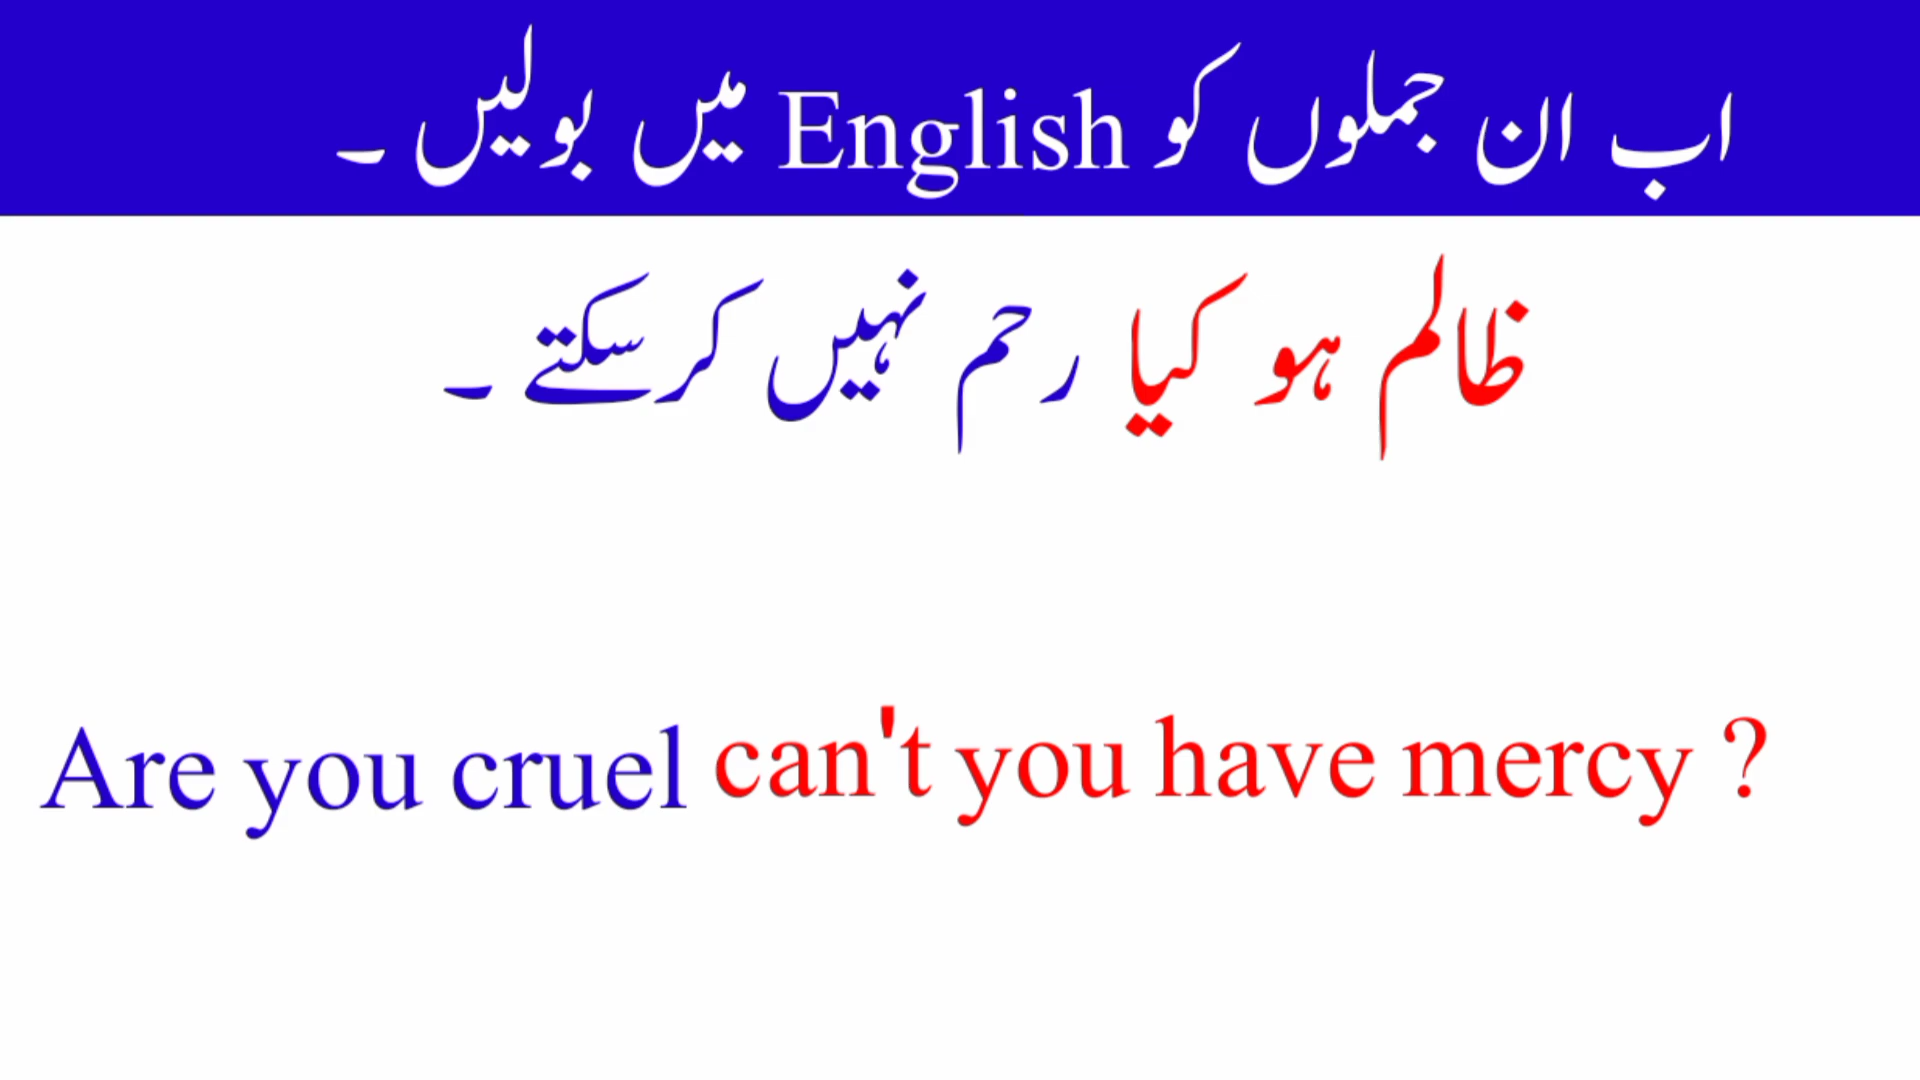 اب ان جملوں کو English میں بولیں ۔
ظالم ہو کیا رحم نہیں کرسکتے ۔
Are you cruel can't you have mercy ?